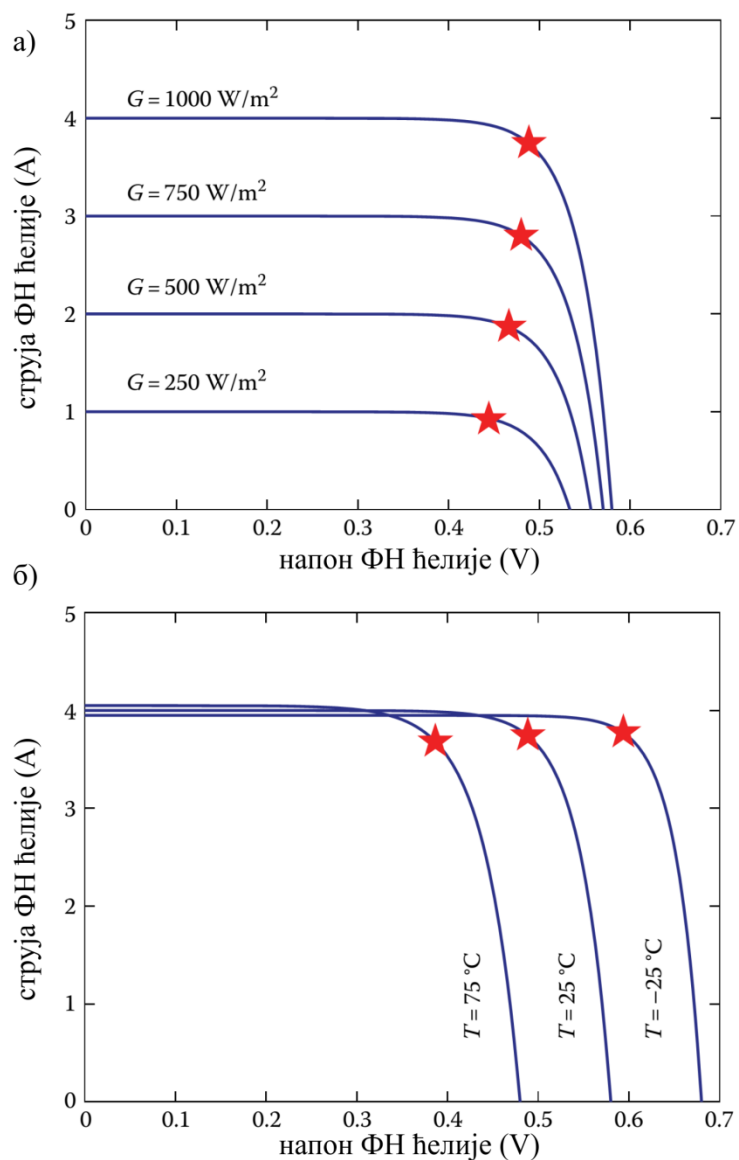 а)
5
4
3
2
1
0
струја ФН ћелије (A)
G = 1000 W/m²
G = 750 W/m²
G = 500 W/m²
G = 250 W/m²
0 0.1 0.2 0.3 0.4 0.5 0.6 0.7
напон ФН ћелије (V)
б)
5
4
3
2
1
0
струја ФН ћелије (A)
T = 75 °C
T = 25 °C
T = −25 °C
0 0.1 0.2 0.3 0.4 0.5 0.6 0.7
напон ФН ћелије (V)